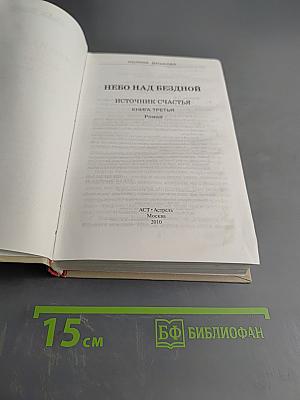 НЕБО НАД БЕЗДНОЙ
ИСТОЧНИК СЧАСТЬЯ
КНИГА ТРЕТЬЯ
Роман
АСТ • Астрель
Москва
2010
15 см
БФ БИБЛИОФАН